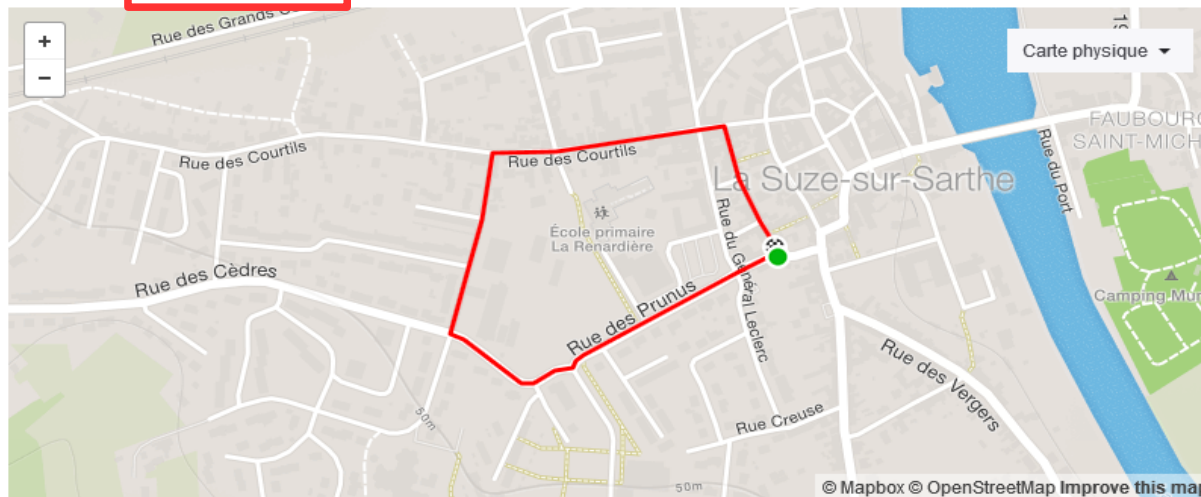 +
−
Rue des Grands
Carte physique
FAUBOURG
SAINT-MICH
Rue des Courtils
Rue des Courtils
La Suze-sur-Sarthe
Rue du Port
École primaire
La Renardière
Rue du Général Leclerc
Rue des Cèdres
Rue des Prunus
Camping Mun
Rue des Vergers
Rue Creuse
50m
50m
© Mapbox © OpenStreetMap Improve this map